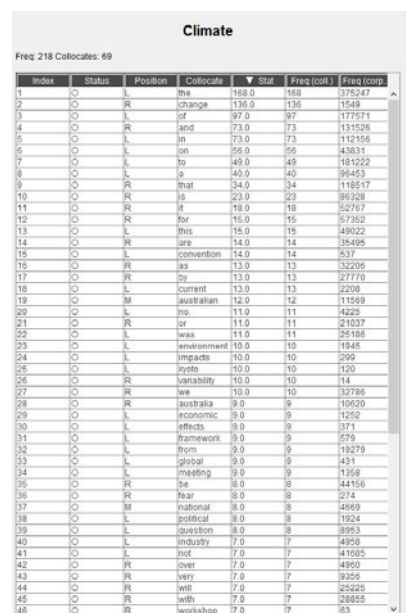 Climate
Freq: 218 Collocates: 69
Index Status Position Collocate ▼ Stat Freq (coll.) Freq (corp.
1 L the 168.0 168 375247
2 R change 136.0 136 1549
3 L of 97.0 97 177571
4 R and 73.0 73 131526
5 L in 73.0 73 112156
6 L on 56.0 56 43831
7 L to 49.0 49 181222
8 L a 40.0 40 96453
9 R that 34.0 34 118517
10 R is 23.0 23 86328
11 R it 18.0 18 52767
12 R for 15.0 15 57352
13 L this 15.0 15 49022
14 R are 14.0 14 35495
15 L convention 14.0 14 537
16 R as 13.0 13 32206
17 R by 13.0 13 27770
18 L current 13.0 13 2208
19 M australian 12.0 12 11569
20 L no. 11.0 11 4225
21 R or 11.0 11 21037
22 L was 11.0 11 25186
23 L environment 10.0 10 1945
24 L impacts 10.0 10 299
25 L kyoto 10.0 10 120
26 R variability 10.0 10 14
27 R we 10.0 10 32786
28 R australia 9.0 9 10620
29 L economic 9.0 9 1252
30 L effects 9.0 9 371
31 L framework 9.0 9 579
32 L from 9.0 9 19279
33 L global 9.0 9 431
34 L meeting 9.0 9 1358
35 R be 8.0 8 44156
36 R fear 8.0 8 274
37 M national 8.0 8 4669
38 L political 8.0 8 1924
39 L question 8.0 8 8953
40 L industry 7.0 7 4958
41 L not 7.0 7 41685
42 R over 7.0 7 4960
43 R very 7.0 7 9356
44 R will 7.0 7 25225
45 R with 7.0 7 28855
46 R workshop 7.0 7 63